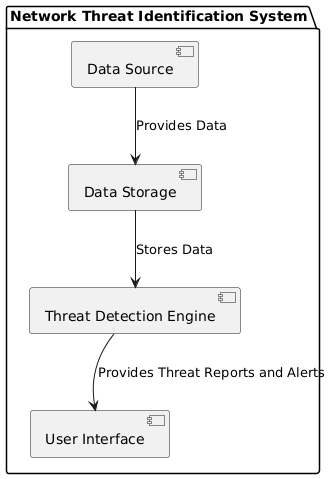 Network Threat Identification System
Data Source
Provides Data
Data Storage
Stores Data
Threat Detection Engine
Provides Threat Reports and Alerts
User Interface